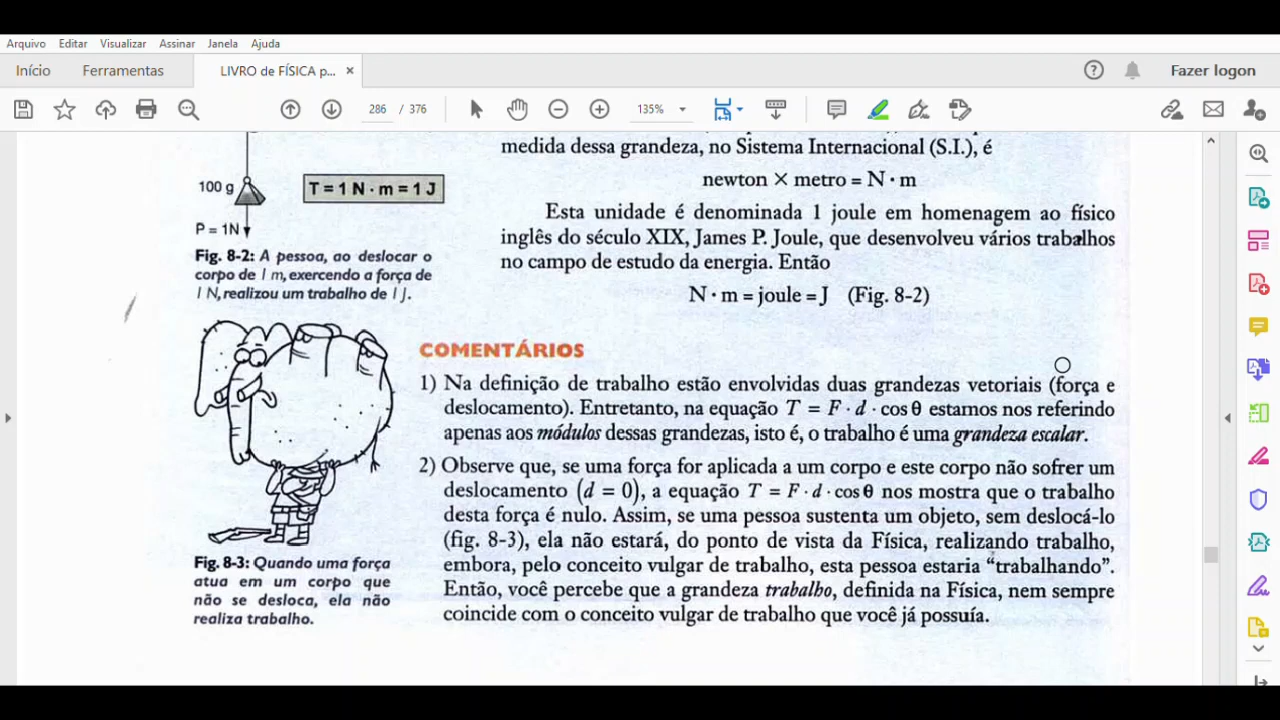 Arquivo Editar Visualizar Assinar Janela Ajuda
Início Ferramentas LIVRO de FÍSICA p... × Fazer logon
286 / 376 135%
medida dessa grandeza, no Sistema Internacional (S.I.), é
100 g T = 1 N · m = 1 J
newton × metro = N · m
P = 1N
Esta unidade é denominada 1 joule em homenagem ao físico
inglês do século XIX, James P. Joule, que desenvolveu vários trabalhos
no campo de estudo da energia. Então
N · m = joule = J (Fig. 8-2)
Fig. 8-2: A pessoa, ao deslocar o
corpo de 1 m, exercendo a força de
1 N, realizou um trabalho de 1 J.
COMENTÁRIOS
1) Na definição de trabalho estão envolvidas duas grandezas vetoriais (força e
deslocamento). Entretanto, na equação T = F · d · cos θ estamos nos referindo
apenas aos módulos dessas grandezas, isto é, o trabalho é uma grandeza escalar.
2) Observe que, se uma força for aplicada a um corpo e este corpo não sofrer um
deslocamento (d = 0), a equação T = F · d · cos θ nos mostra que o trabalho
desta força é nulo. Assim, se uma pessoa sustenta um objeto, sem deslocá-lo
(fig. 8-3), ela não estará, do ponto de vista da Física, realizando trabalho,
embora, pelo conceito vulgar de trabalho, esta pessoa estaria “trabalhando”.
Então, você percebe que a grandeza trabalho, definida na Física, nem sempre
coincide com o conceito vulgar de trabalho que você já possuía.
Fig. 8-3: Quando uma força
atua em um corpo que
não se desloca, ela não
realiza trabalho.